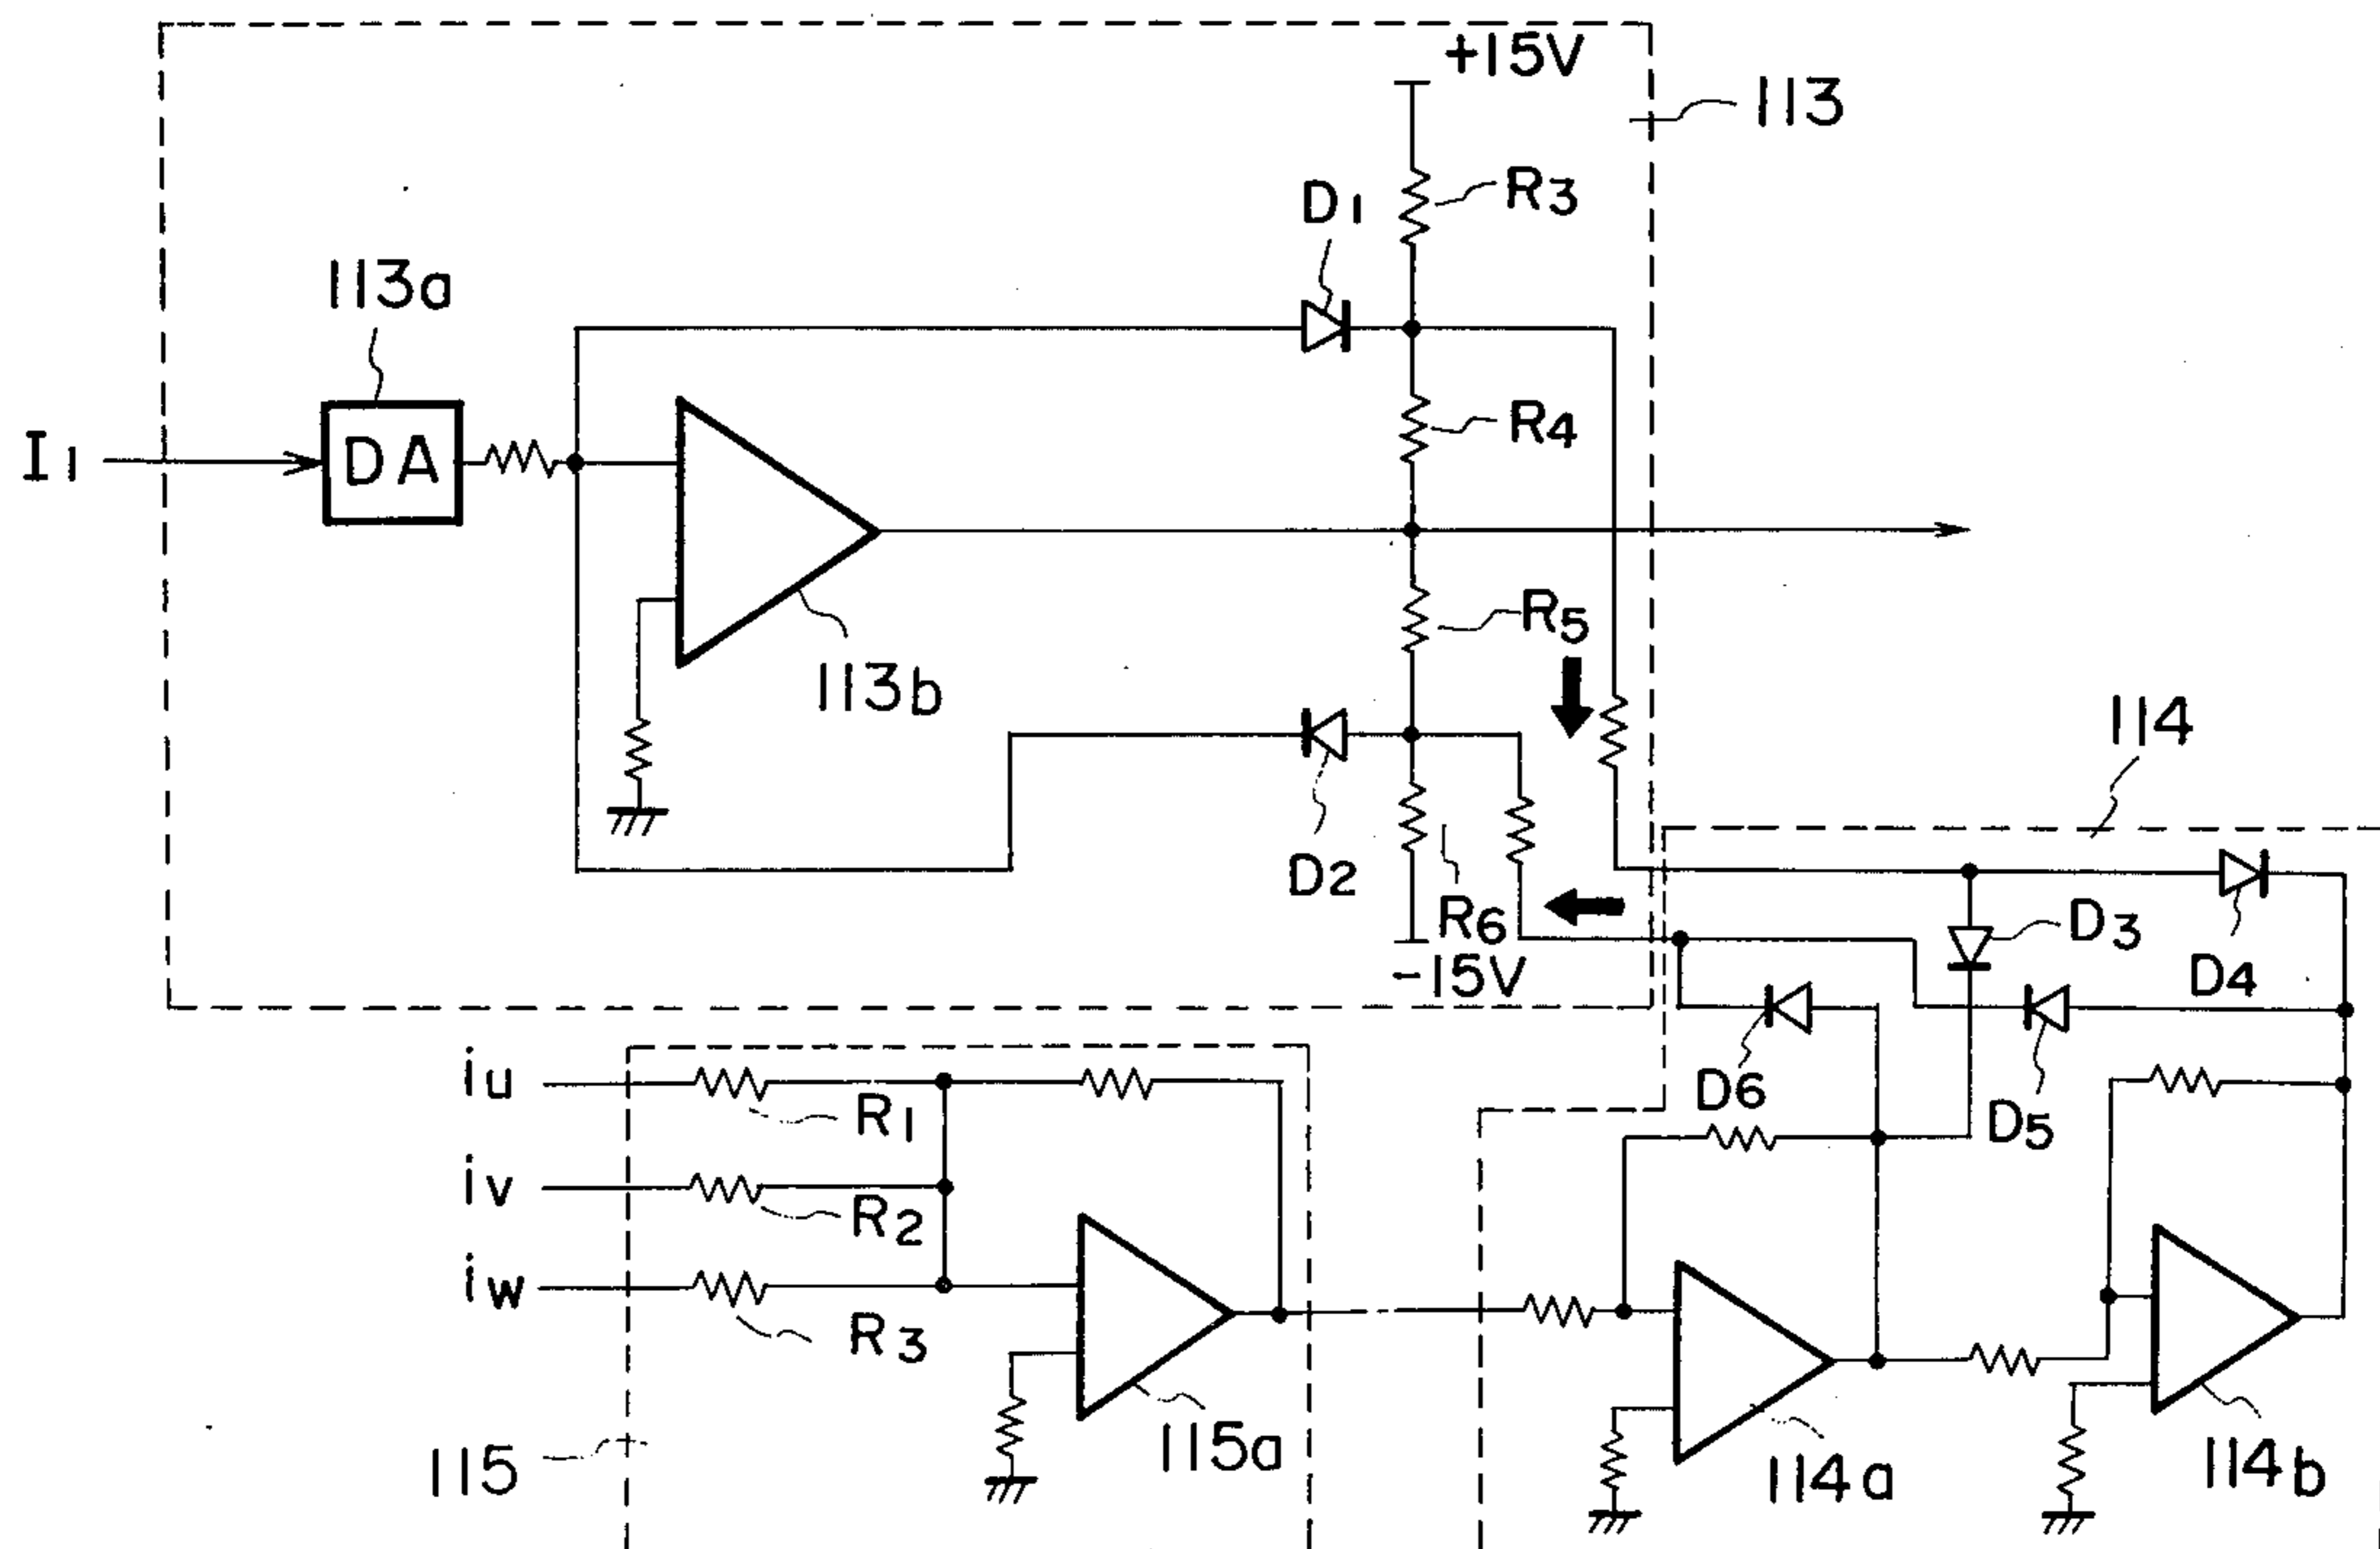 +15V
113
R3
D1
113a
R4
I1
DA
R5
113b
114
D2
R6
D3
-15V
D4
iu
R1
D6
D5
iv
R2
iw
R3
115
115a
114a
114b